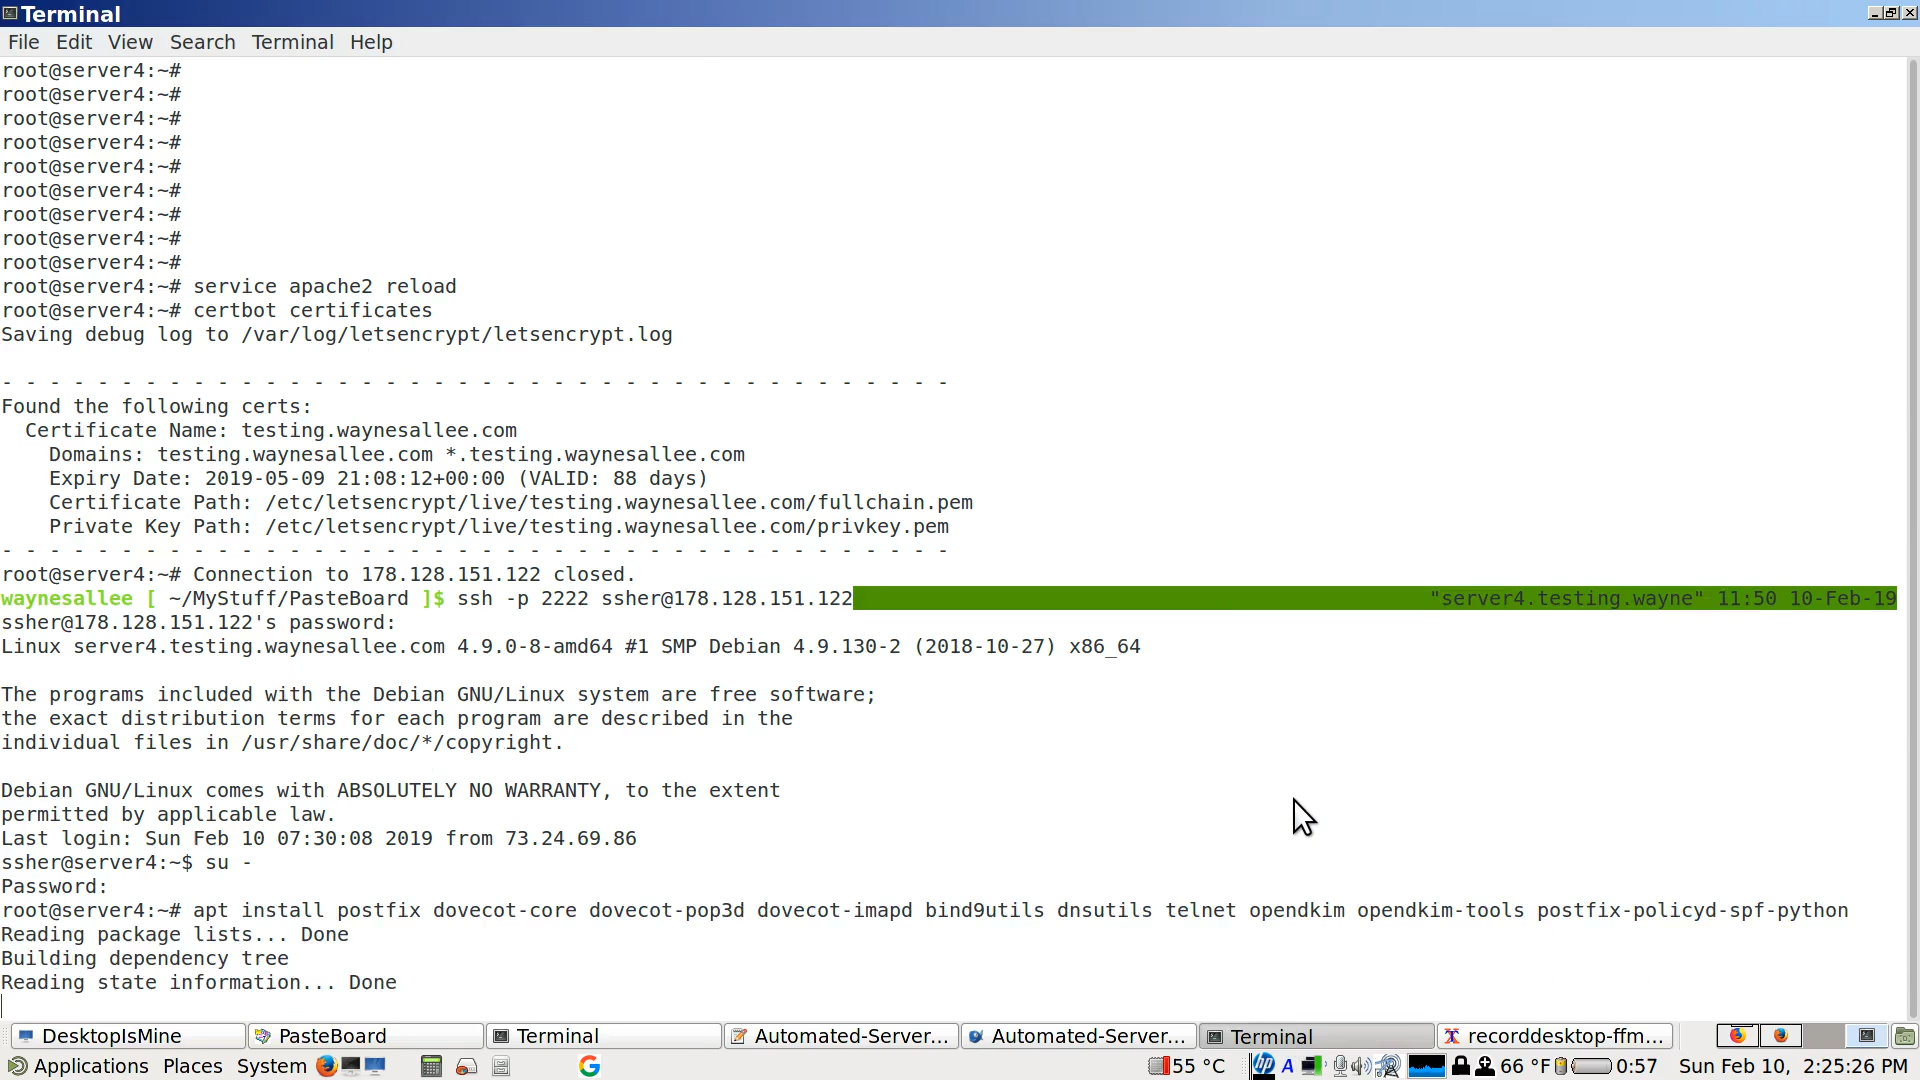 Terminal
File Edit View Search Terminal Help
root@server4:~#
root@server4:~#
root@server4:~#
root@server4:~#
root@server4:~#
root@server4:~#
root@server4:~#
root@server4:~#
root@server4:~#
root@server4:~# service apache2 reload
root@server4:~# certbot certificates
Saving debug log to /var/log/letsencrypt/letsencrypt.log
- - - - - - - - - - - - - - - - - - - - - - - - - - - - - - - - - - - - - - - -
Found the following certs:
  Certificate Name: testing.waynesallee.com
    Domains: testing.waynesallee.com *.testing.waynesallee.com
    Expiry Date: 2019-05-09 21:08:12+00:00 (VALID: 88 days)
    Certificate Path: /etc/letsencrypt/live/testing.waynesallee.com/fullchain.pem
    Private Key Path: /etc/letsencrypt/live/testing.waynesallee.com/privkey.pem
- - - - - - - - - - - - - - - - - - - - - - - - - - - - - - - - - - - - - - - -
root@server4:~# Connection to 178.128.151.122 closed.
waynesallee [ ~/MyStuff/PasteBoard ]$ ssh -p 2222 ssher@178.128.151.122 "server4.testing.wayne" 11:50 10-Feb-19
ssher@178.128.151.122's password:
Linux server4.testing.waynesallee.com 4.9.0-8-amd64 #1 SMP Debian 4.9.130-2 (2018-10-27) x86_64
The programs included with the Debian GNU/Linux system are free software;
the exact distribution terms for each program are described in the
individual files in /usr/share/doc/*/copyright.
Debian GNU/Linux comes with ABSOLUTELY NO WARRANTY, to the extent
permitted by applicable law.
Last login: Sun Feb 10 07:30:08 2019 from 73.24.69.86
ssher@server4:~$ su -
Password:
root@server4:~# apt install postfix dovecot-core dovecot-pop3d dovecot-imapd bind9utils dnsutils telnet opendkim opendkim-tools postfix-policyd-spf-python
Reading package lists... Done
Building dependency tree
Reading state information... Done
DesktopIsMine PasteBoard Terminal Automated-Server... Automated-Server... Terminal recorddesktop-ffm...
Applications Places System G 55 °C hp A 66 °F 0:57 Sun Feb 10, 2:25:26 PM